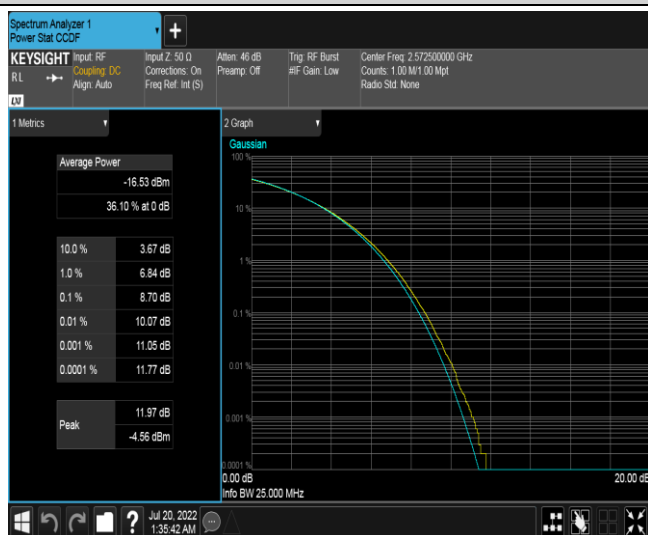 Spectrum Analyzer 1
Power Stat CCDF
+
KEYSIGHT
RL
LXI
Input: RF
Coupling: DC
Align: Auto
Input Z: 50 Ω
Corrections: On
Freq Ref: Int (S)
Atten: 46 dB
Preamp: Off
Trig: RF Burst
#IF Gain: Low
Center Freq: 2.572500000 GHz
Counts: 1.00 M/1.00 Mpt
Radio Std: None
1 Metrics
Average Power
-16.53 dBm
36.10 % at 0 dB
10.0 % 3.67 dB
1.0 % 6.84 dB
0.1 % 8.70 dB
0.01 % 10.07 dB
0.001 % 11.05 dB
0.0001 % 11.77 dB
Peak
11.97 dB
-4.56 dBm
2 Graph
Gaussian
100 %
10 %
1 %
0.1 %
0.01 %
0.001 %
0.0001 %
0.00 dB 20.00 dB
Info BW 25.000 MHz
?
Jul 20, 2022
1:35:42 AM